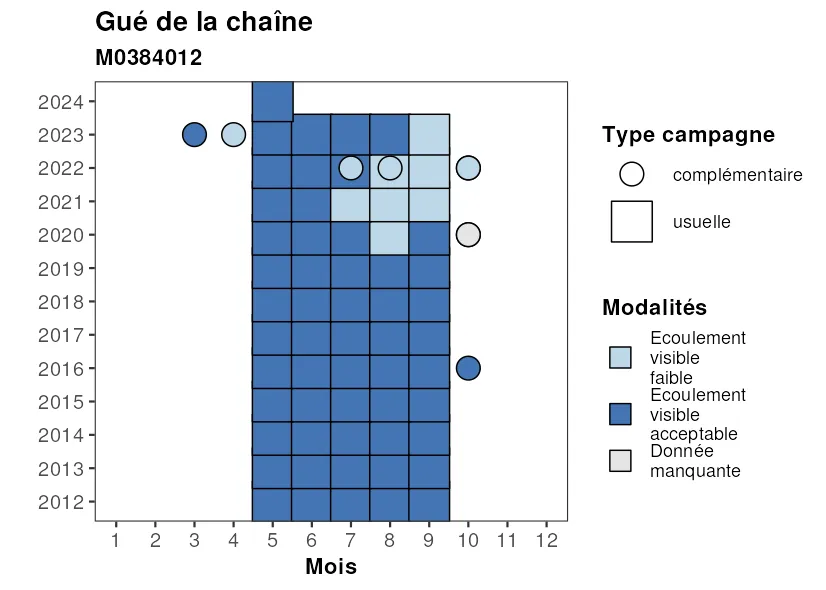 Gué de la chaîne
M0384012
2024
2023
2022
2021
2020
2019
2018
2017
2016
2015
2014
2013
2012
1 2 3 4 5 6 7 8 9 10 11 12
Mois
Type campagne
complémentaire
usuelle
Modalités
Ecoulement
visible
faible
Ecoulement
visible
acceptable
Donnée
manquante